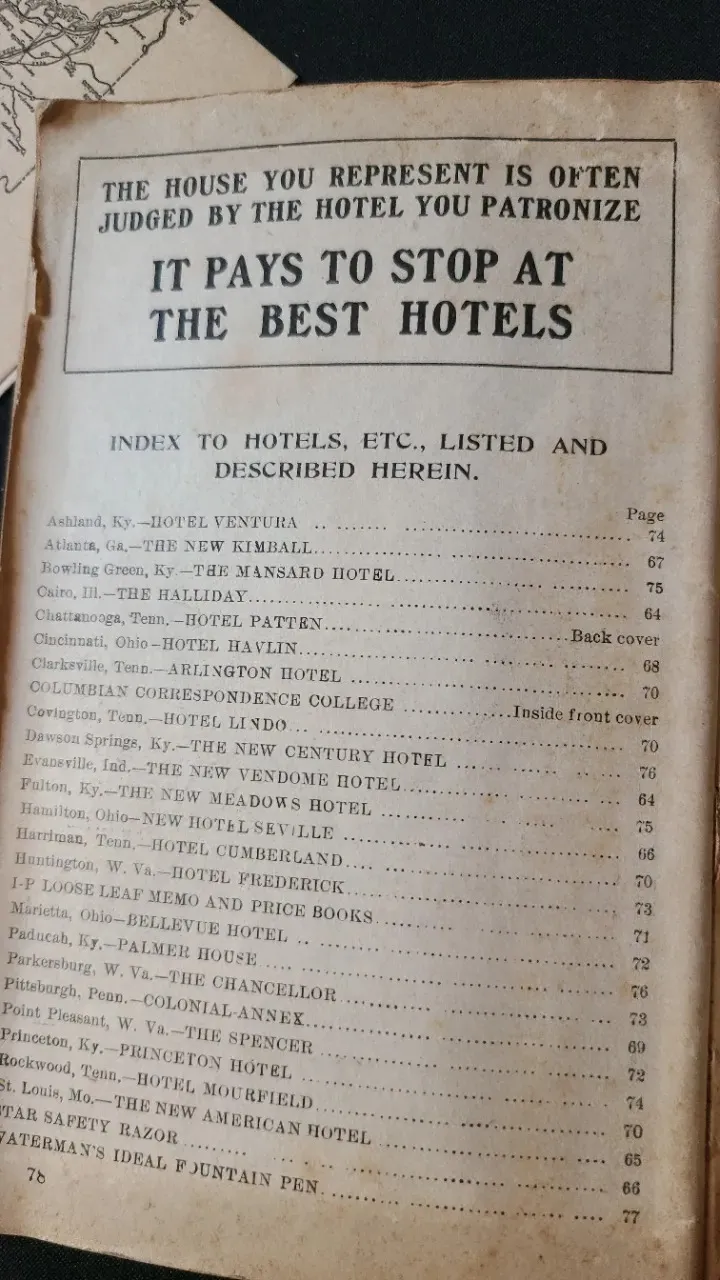 THE HOUSE YOU REPRESENT IS OFTEN
JUDGED BY THE HOTEL YOU PATRONIZE
IT PAYS TO STOP AT
THE BEST HOTELS
INDEX TO HOTELS, ETC., LISTED AND
DESCRIBED HEREIN.
Page
Ashland, Ky.—HOTEL VENTURA ........ 74
Atlanta, Ga.—THE NEW KIMBALL........ 67
Bowling Green, Ky.—THE MANSARD HOTEL........ 75
Cairo, Ill.—THE HALLIDAY........ 64
Chattanooga, Tenn.—HOTEL PATTEN........Back cover
Cincinnati, Ohio—HOTEL HAVLIN........ 68
Clarksville, Tenn.—ARLINGTON HOTEL ........ 70
COLUMBIAN CORRESPONDENCE COLLEGE ........Inside front cover
Covington, Tenn.—HOTEL LINDO........ 70
Dawson Springs, Ky.—THE NEW CENTURY HOTEL ........ 76
Evansville, Ind.—THE NEW VENDOME HOTEL........ 64
Fulton, Ky.—THE NEW MEADOWS HOTEL ........ 75
Hamilton, Ohio—NEW HOTEL SEVILLE ........ 66
Harriman, Tenn.—HOTEL CUMBERLAND........ 70
Huntington, W. Va.—HOTEL FREDERICK........ 73
I-P LOOSE LEAF MEMO AND PRICE BOOKS........ 71
Marietta, Ohio—BELLEVUE HOTEL ........ 72
Paducah, Ky.—PALMER HOUSE ........ 76
Parkersburg, W. Va.—THE CHANCELLOR........ 73
Pittsburgh, Penn.—COLONIAL-ANNEX........ 69
Point Pleasant, W. Va.—THE SPENCER ........ 72
Princeton, Ky.—PRINCETON HOTEL ........ 74
Rockwood, Tenn.—HOTEL MOURFIELD........ 70
St. Louis, Mo.—THE NEW AMERICAN HOTEL ........ 65
STAR SAFETY RAZOR ........ 66
WATERMAN'S IDEAL FOUNTAIN PEN........ 77
78